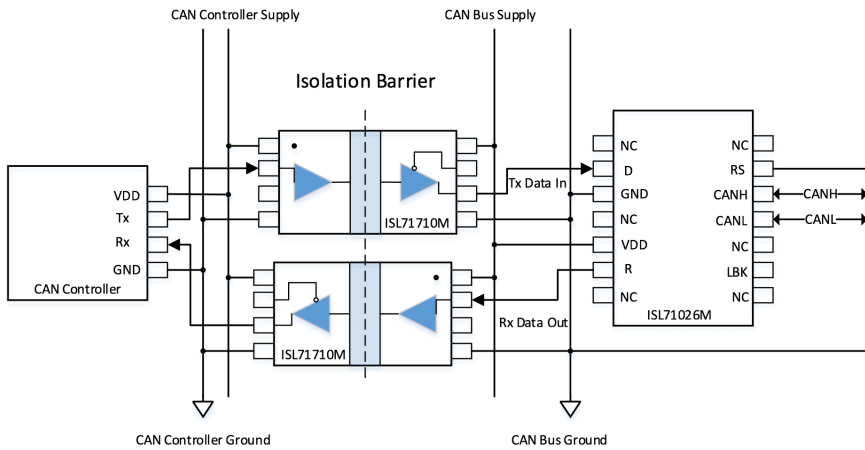 CAN Controller Supply
CAN Bus Supply
Isolation Barrier
VDD
Tx
Rx
GND
CAN Controller
ISL71710M
ISL71710M
Tx Data In
Rx Data Out
NC
D
GND
NC
VDD
R
NC
NC
RS
CANH
CANL
NC
LBK
NC
ISL71026M
CANH
CANL
CAN Controller Ground
CAN Bus Ground